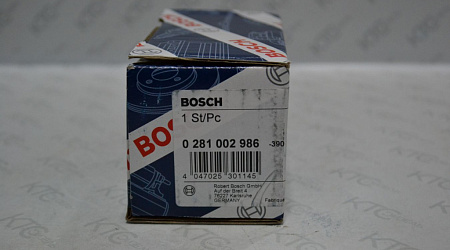 BOSCH
BOSCH
BOSCH
1 St/Pc
0 281 002 986
-390
4 047025 301145
Robert Bosch GmbH
Auf der Breit 4
76227 Karlsruhe
GERMANY